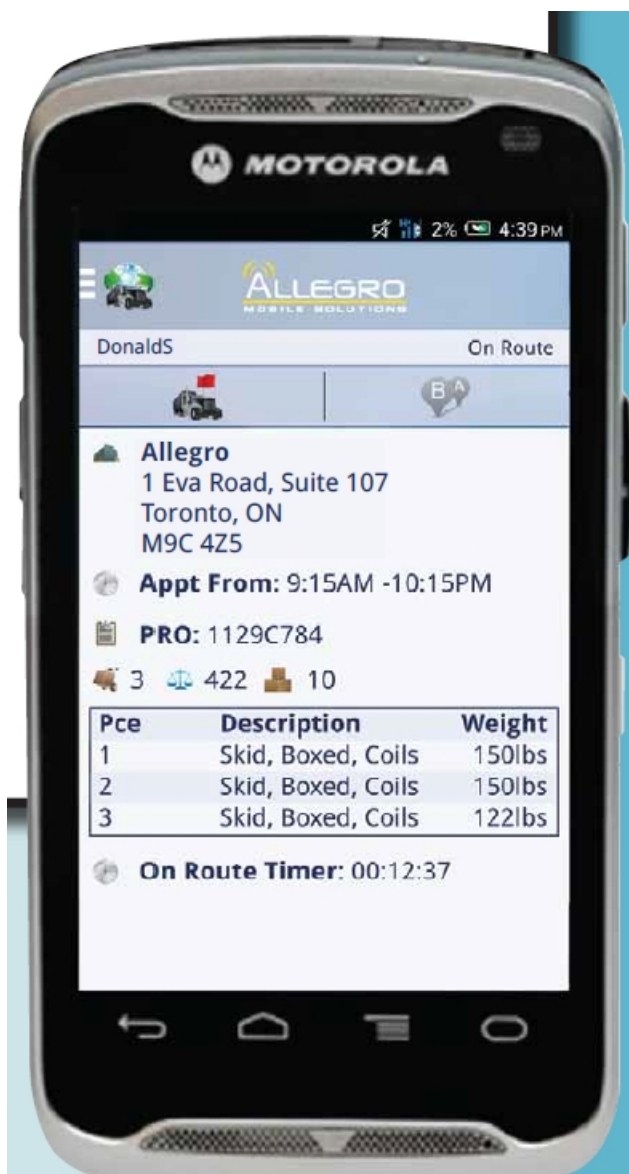 MOTOROLA
2% 4:39 PM
ALLEGRO
MOBILE SOLUTIONS
DonaldS On Route
B A
Allegro
1 Eva Road, Suite 107
Toronto, ON
M9C 4Z5
Appt From: 9:15AM -10:15PM
PRO: 1129C784
3 422 10
Pce Description Weight
1 Skid, Boxed, Coils 150lbs
2 Skid, Boxed, Coils 150lbs
3 Skid, Boxed, Coils 122lbs
On Route Timer: 00:12:37